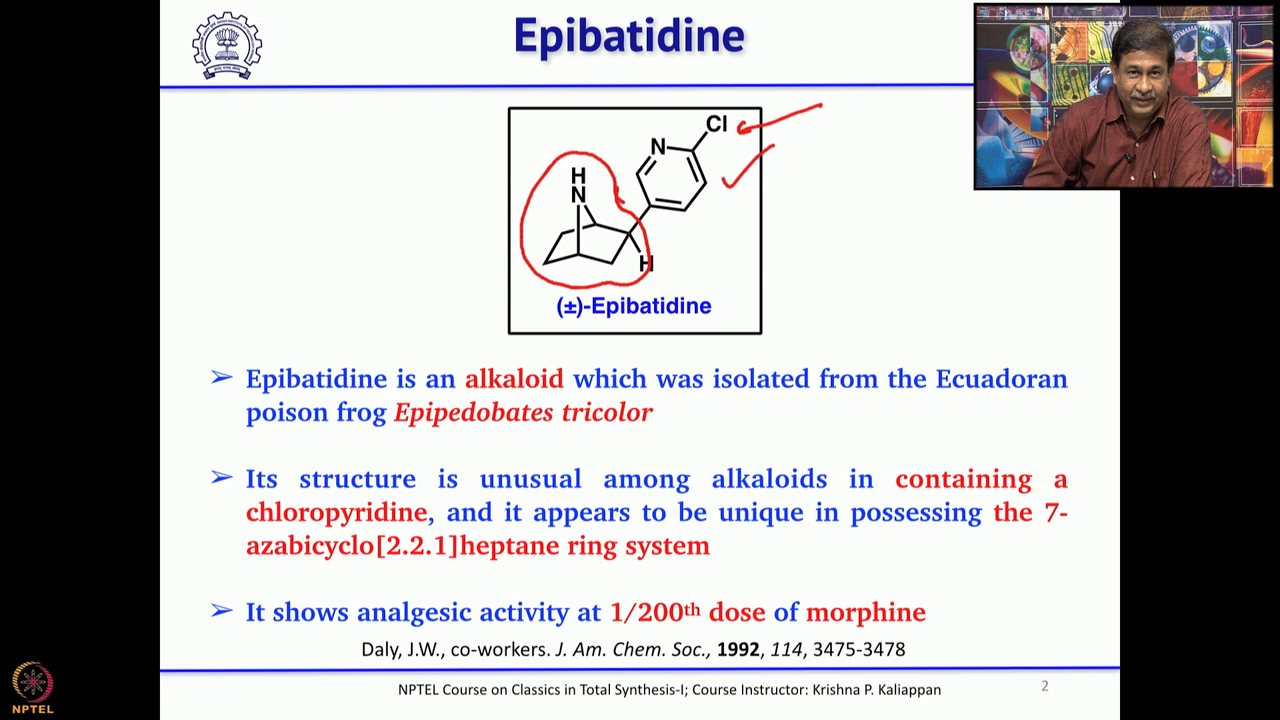 Epibatidine
Cl
N
H
N
H
(±)-Epibatidine
➢ Epibatidine is an alkaloid which was isolated from the Ecuadoran
poison frog Epipedobates tricolor
➢ Its structure is unusual among alkaloids in containing a
chloropyridine, and it appears to be unique in possessing the 7-
azabicyclo[2.2.1]heptane ring system
➢ It shows analgesic activity at 1/200th dose of morphine
Daly, J.W., co-workers. J. Am. Chem. Soc., 1992, 114, 3475-3478
NPTEL Course on Classics in Total Synthesis-I; Course Instructor: Krishna P. Kaliappan
2
NPTEL